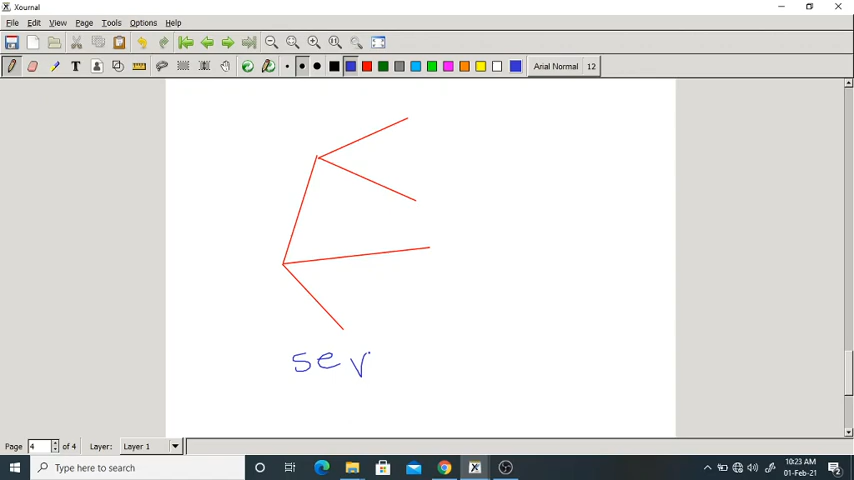 Xournal
File Edit View Page Tools Options Help
T Arial Normal 12
sev
Page 4 of 4 Layer: Layer 1
Type here to search
10:23 AM
01-Feb-21
2